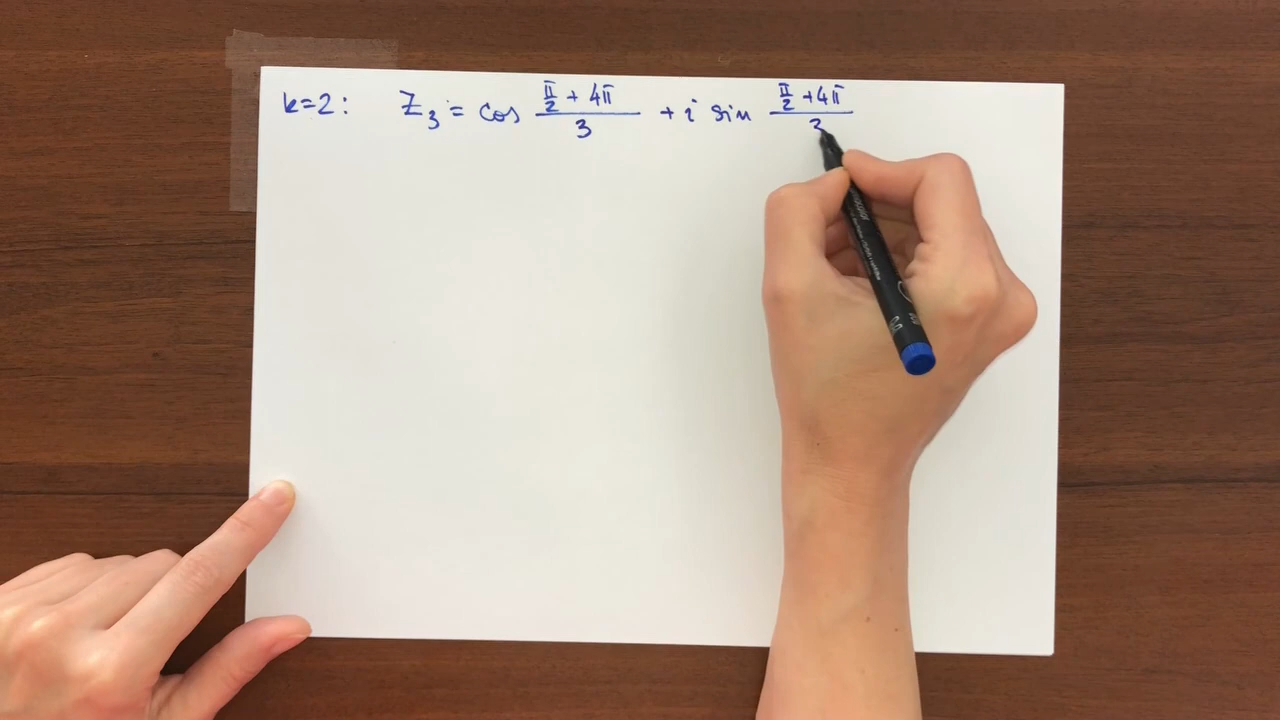 k=2: Z₃ = cos (π/2 + 4π)/3 + i sin (π/2 + 4π)/3